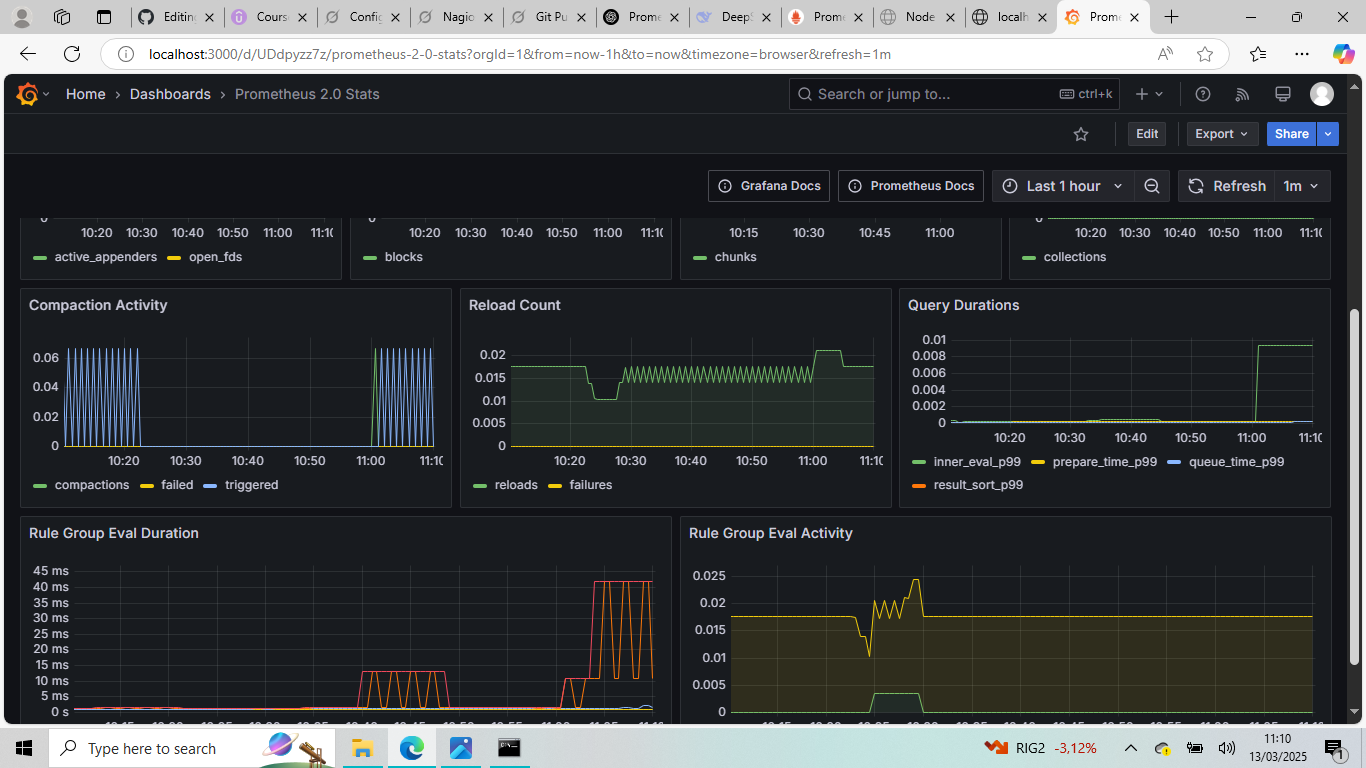 Editin
Cours
Config
Nagio
Git Pu
Prome
DeepS
Prome
Node
localh
Prome
localhost:3000/d/UDdpyzz7z/prometheus-2-0-stats?orgId=1&from=now-1h&to=now&timezone=browser&refresh=1m
Home › Dashboards › Prometheus 2.0 Stats
Search or jump to... ctrl+k
Edit Export Share
Grafana Docs Prometheus Docs Last 1 hour Refresh 1m
0 0 0
10:20 10:30 10:40 10:50 11:00 11:10
10:20 10:30 10:40 10:50 11:00 11:10
10:15 10:30 10:45 11:00
10:20 10:30 10:40 10:50 11:00 11:10
active_appenders open_fds
blocks
chunks
collections
Compaction Activity
0.06
0.04
0.02
0
10:20 10:30 10:40 10:50 11:00 11:10
compactions failed triggered
Reload Count
0.02
0.015
0.01
0.005
0
10:20 10:30 10:40 10:50 11:00 11:10
reloads failures
Query Durations
0.01
0.008
0.006
0.004
0.002
0
10:20 10:30 10:40 10:50 11:00 11:10
inner_eval_p99 prepare_time_p99 queue_time_p99
result_sort_p99
Rule Group Eval Duration
45 ms
40 ms
35 ms
30 ms
25 ms
20 ms
15 ms
10 ms
5 ms
0 s
Rule Group Eval Activity
0.025
0.02
0.015
0.01
0.005
0
Type here to search
RIG2 -3,12%
11:10
13/03/2025
1